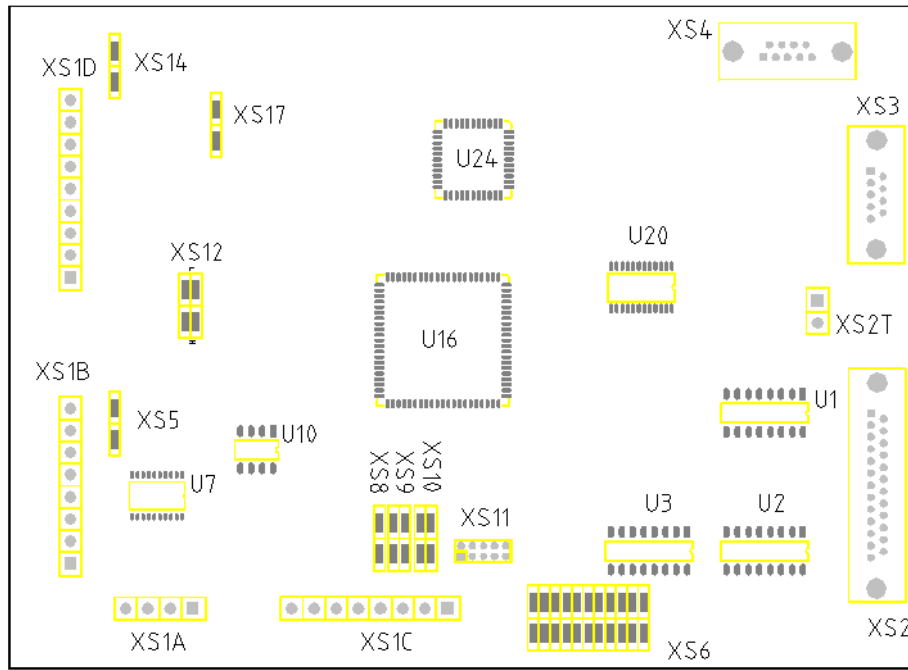 XS4
XS14
XS1D
XS3
XS17
U24
U20
XS12
XS2T
U16
XS1B
U1
XS5
U10
XS8
XS9
XS10
U7
U3
U2
XS11
XS2
XS1A
XS1C
XS6